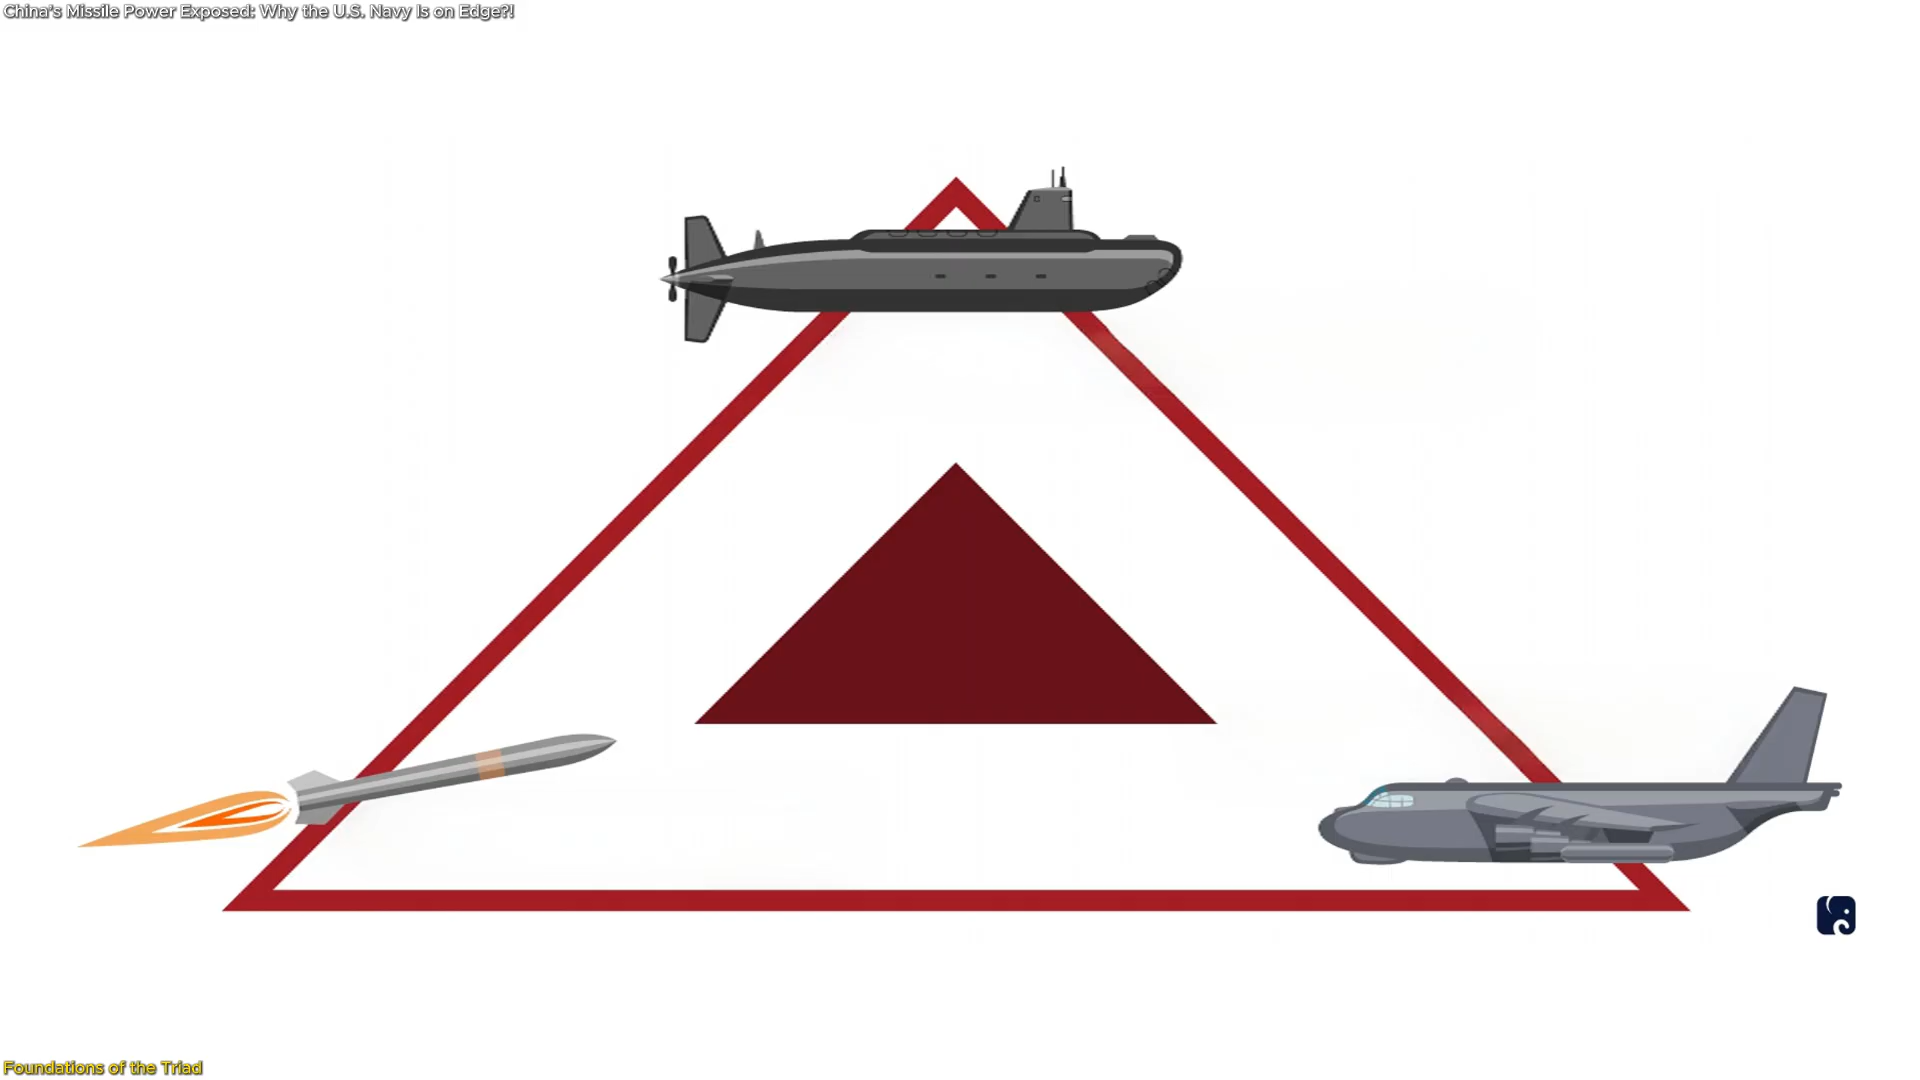 China's Missile Power Exposed: Why the U.S. Navy Is on Edge?!
Foundations of the Triad